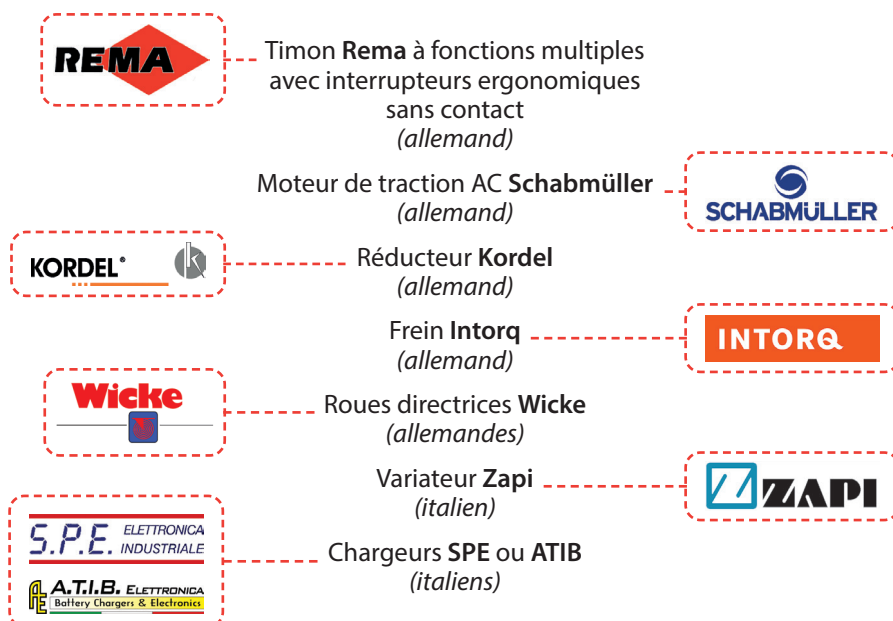 REMA
Timon Rema à fonctions multiples
avec interrupteurs ergonomiques
sans contact
(allemand)
Moteur de traction AC Schabmüller
(allemand)
SCHABMÜLLER
KORDEL®
Réducteur Kordel
(allemand)
Frein Intorq
(allemand)
INTORQ
Wicke
Roues directrices Wicke
(allemandes)
Variateur Zapi
(italien)
ZAPI
S.P.E. ELETTRONICA
INDUSTRIALE
A.T.I.B. ELETTRONICA
Battery Chargers & Electronics
Chargeurs SPE ou ATIB
(italiens)